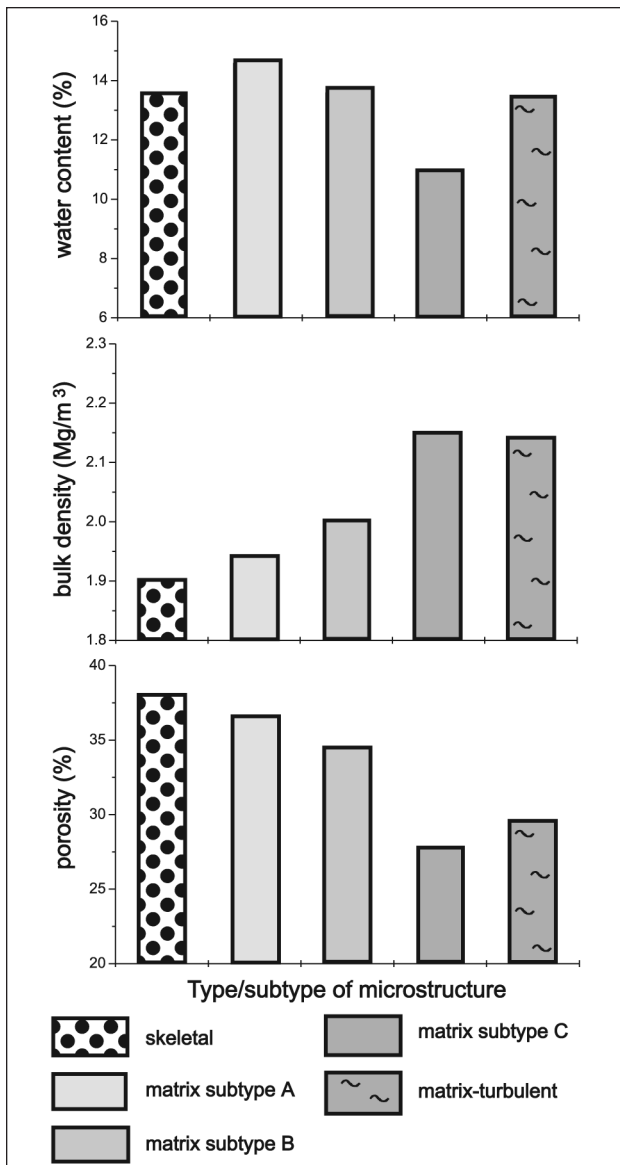 16
14
12
10
8
6
water content (%)
2.3
2.2
2.1
2.0
1.9
1.8
bulk density (Mg/m³)
40
35
30
25
20
porosity (%)
Type/subtype of microstructure
skeletal
matrix subtype C
matrix subtype A
matrix-turbulent
matrix subtype B